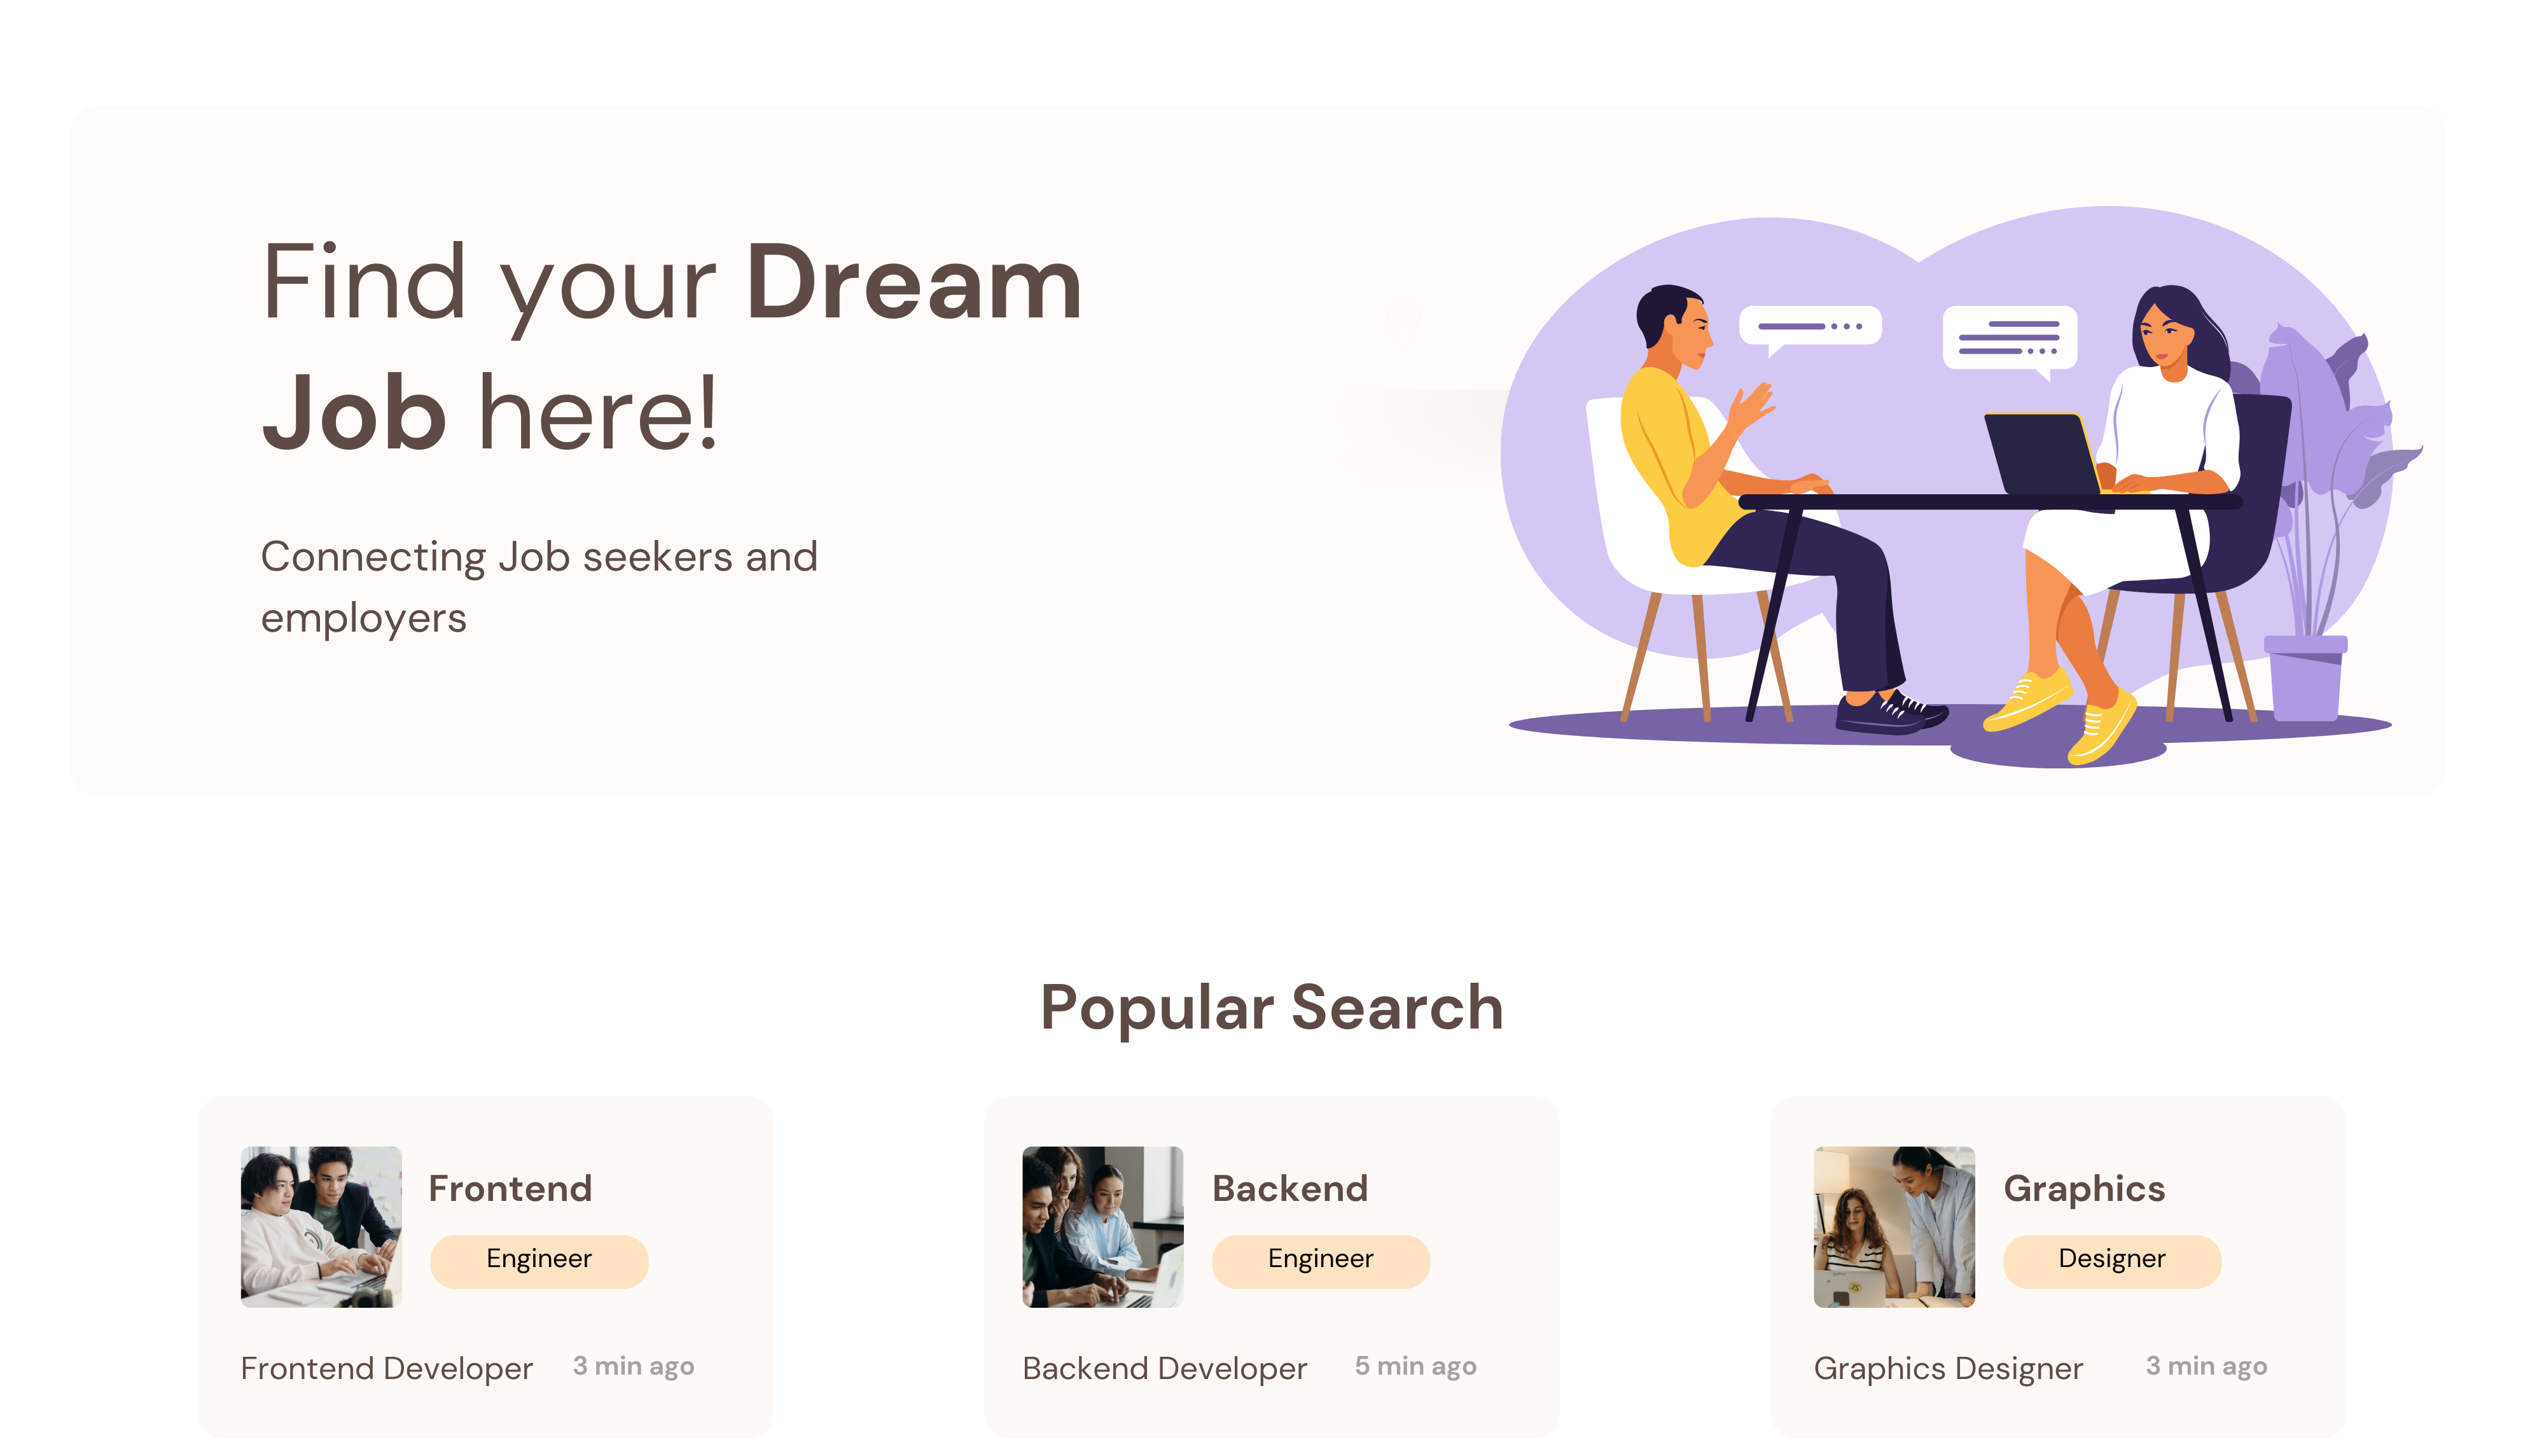 Find your Dream
Job here!
Connecting Job seekers and
employers
Popular Search
Frontend
Engineer
Frontend Developer 3 min ago
Backend
Engineer
Backend Developer 5 min ago
Graphics
Designer
Graphics Designer 3 min ago